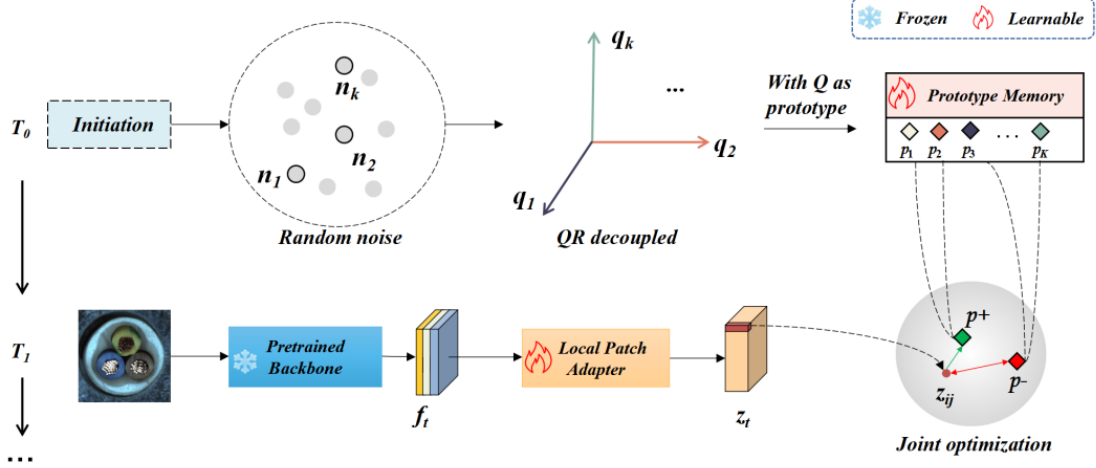 Frozen Learnable
T0
Initiation
nk
n2
n1
Random noise
qk
...
q2
q1
QR decoupled
With Q as
prototype
Prototype Memory
p1 p2 p3 ... pK
T1
Pretrained
Backbone
ft
Local Patch
Adapter
zt
p+
p-
zij
Joint optimization
...